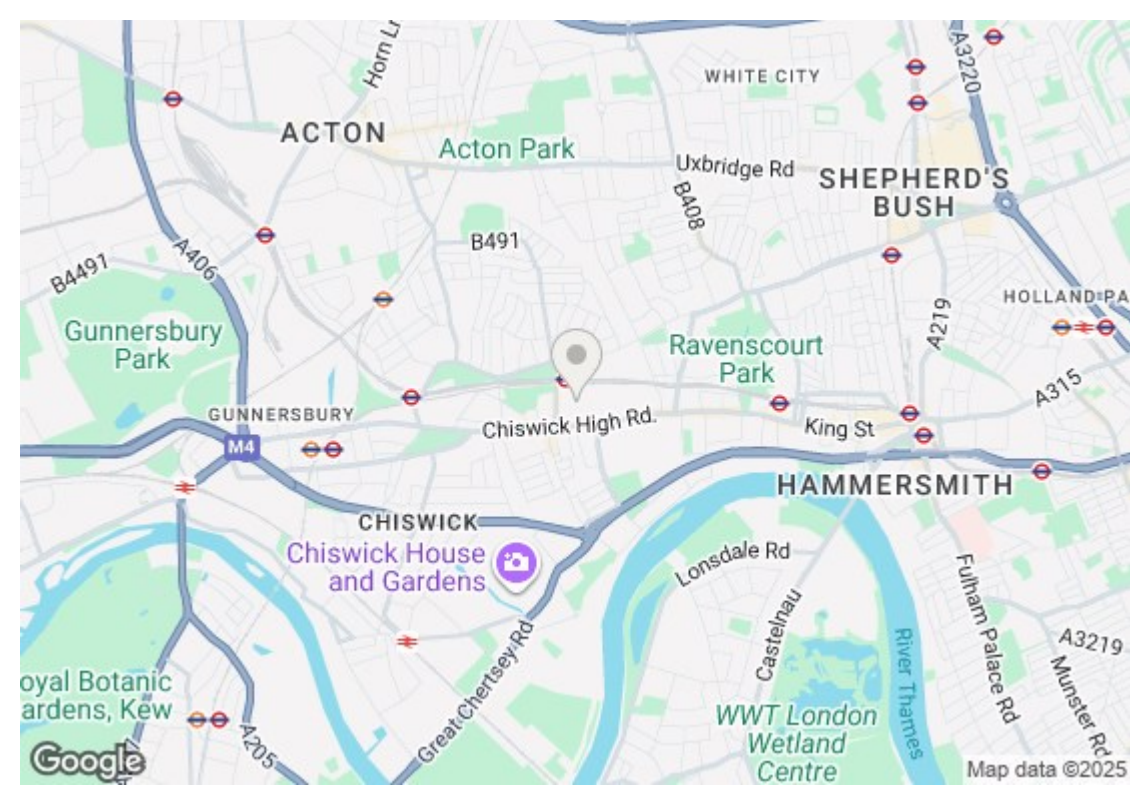 Horn Ln
A3220
WHITE CITY
ACTON
Acton Park
Uxbridge Rd
SHEPHERD'S
BUSH
B408
B491
A406
B4491
HOLLAND PA
A219
Gunnersbury
Park
Ravenscourt
Park
A315
GUNNERSBURY
Chiswick High Rd.
King St
M4
HAMMERSMITH
CHISWICK
Chiswick House
and Gardens
Lonsdale Rd
Fulham Palace Rd
Castelnau
River Thames
A3219
Munster Rd
Great Chertsey Rd
oyal Botanic
ardens, Kew
A205
WWT London
Wetland
Centre
Google
Map data ©2025